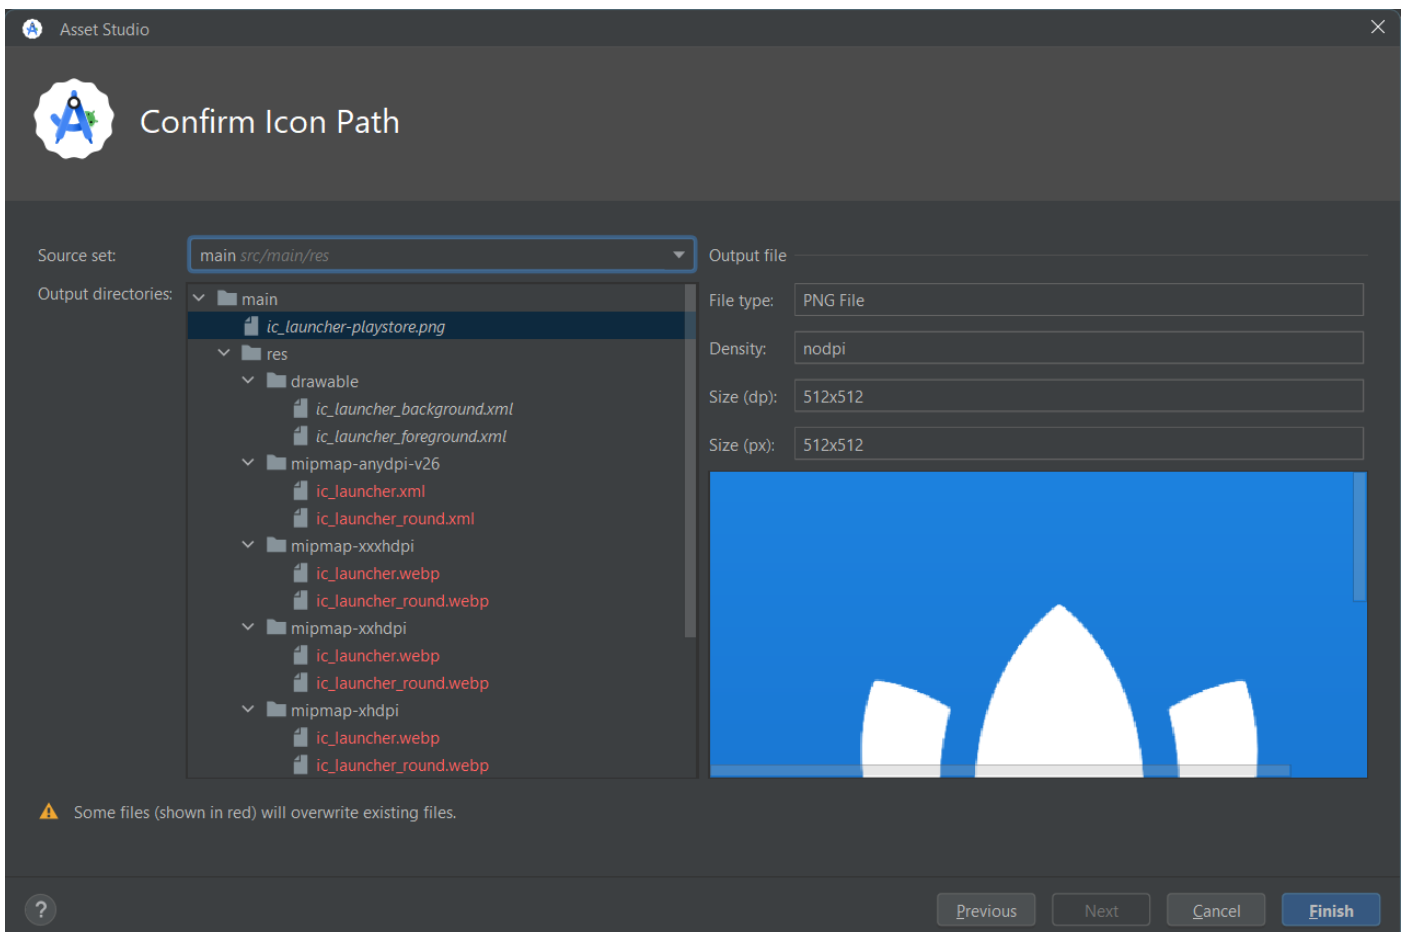 Asset Studio
Confirm Icon Path
Source set:
main src/main/res
Output directories:
main
ic_launcher-playstore.png
res
drawable
ic_launcher_background.xml
ic_launcher_foreground.xml
mipmap-anydpi-v26
ic_launcher.xml
ic_launcher_round.xml
mipmap-xxxhdpi
ic_launcher.webp
ic_launcher_round.webp
mipmap-xxhdpi
ic_launcher.webp
ic_launcher_round.webp
mipmap-xhdpi
ic_launcher.webp
ic_launcher_round.webp
Output file
File type: PNG File
Density: nodpi
Size (dp): 512x512
Size (px): 512x512
Some files (shown in red) will overwrite existing files.
?
Previous
Next
Cancel
Finish